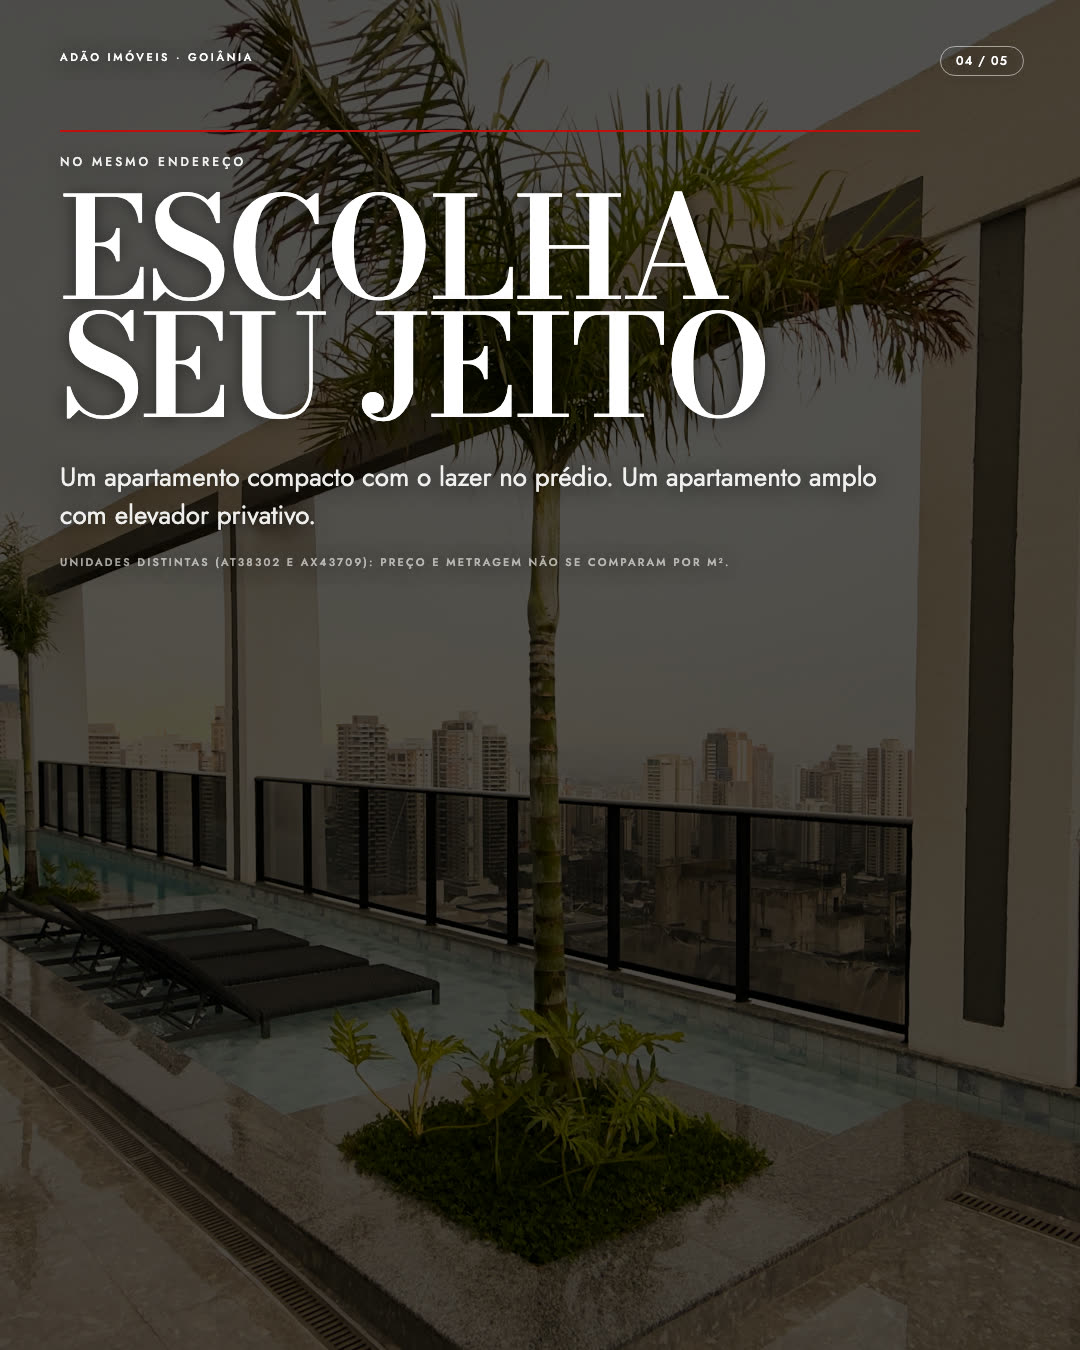 ADÃO IMÓVEIS · GOIÂNIA
04 / 05
NO MESMO ENDEREÇO
ESCOLHA
SEU JEITO
Um apartamento compacto com o lazer no prédio. Um apartamento amplo
com elevador privativo.
UNIDADES DISTINTAS (AT38302 E AX43709): PREÇO E METRAGEM NÃO SE COMPARAM POR M².